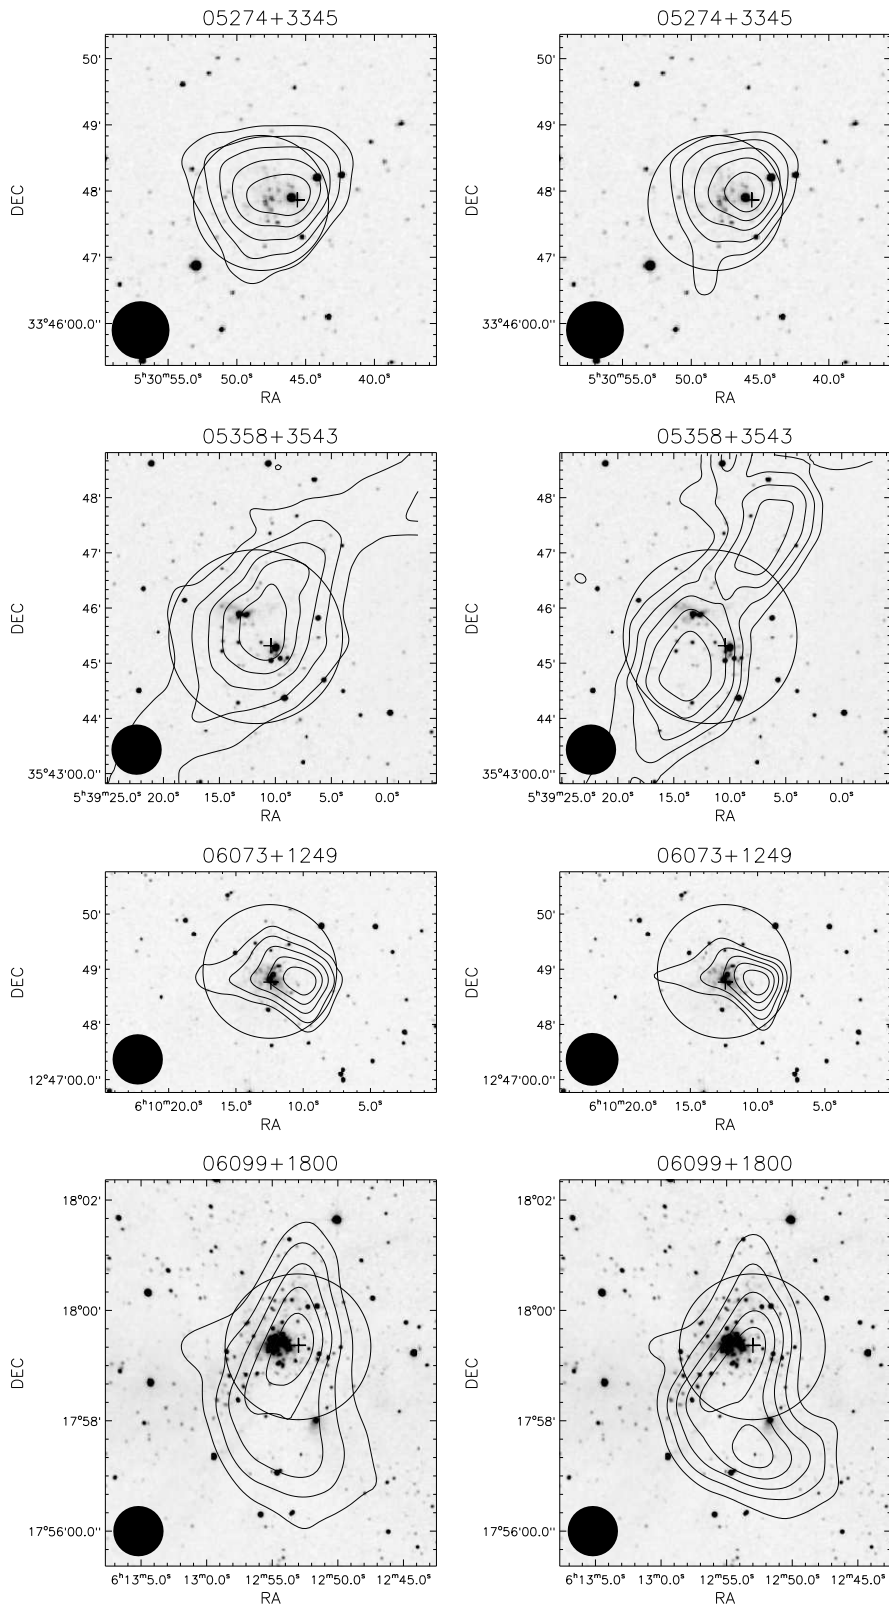 05274+3345
05274+3345
50'
49'
48'
47'
33°46'00.0"
DEC
5ʰ30ᵐ55.0ˢ 50.0ˢ 45.0ˢ 40.0ˢ
RA
50'
49'
48'
47'
33°46'00.0"
DEC
5ʰ30ᵐ55.0ˢ 50.0ˢ 45.0ˢ 40.0ˢ
RA
05358+3543
05358+3543
48'
47'
46'
45'
44'
35°43'00.0"
DEC
5ʰ39ᵐ25.0ˢ 20.0ˢ 15.0ˢ 10.0ˢ 5.0ˢ 0.0ˢ
RA
48'
47'
46'
45'
44'
35°43'00.0"
DEC
5ʰ39ᵐ25.0ˢ 20.0ˢ 15.0ˢ 10.0ˢ 5.0ˢ 0.0ˢ
RA
06073+1249
06073+1249
50'
49'
48'
12°47'00.0"
DEC
6ʰ10ᵐ20.0ˢ 15.0ˢ 10.0ˢ 5.0ˢ
RA
50'
49'
48'
12°47'00.0"
DEC
6ʰ10ᵐ20.0ˢ 15.0ˢ 10.0ˢ 5.0ˢ
RA
06099+1800
06099+1800
18°02'
18°00'
17°58'
17°56'00.0"
DEC
6ʰ13ᵐ5.0ˢ 13ᵐ0.0ˢ 12ᵐ55.0ˢ 12ᵐ50.0ˢ 12ᵐ45.0ˢ
RA
18°02'
18°00'
17°58'
17°56'00.0"
DEC
6ʰ13ᵐ5.0ˢ 13ᵐ0.0ˢ 12ᵐ55.0ˢ 12ᵐ50.0ˢ 12ᵐ45.0ˢ
RA